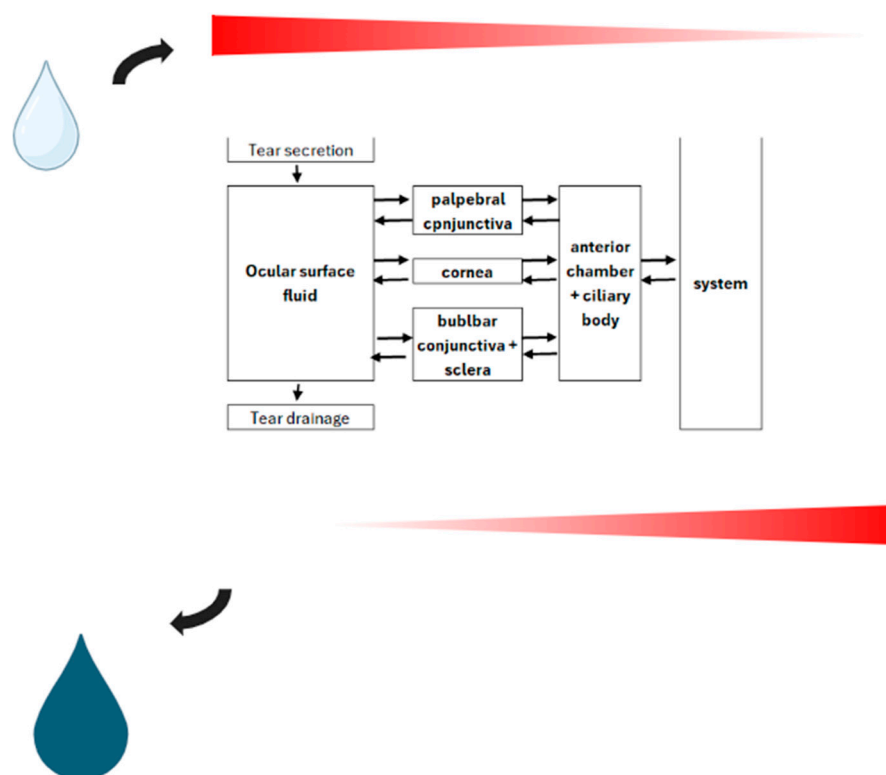 Tear secretion
palpebral
cpnjunctiva
Ocular surface
fluid
cornea
bublbar
conjunctiva +
sclera
anterior
chamber
+ ciliary
body
system
Tear drainage